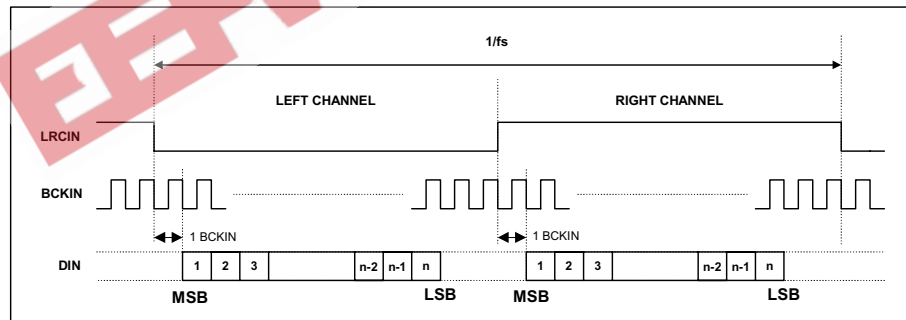 1/fs
LEFT CHANNEL RIGHT CHANNEL
LRCIN
BCKIN
1 BCKIN 1 BCKIN
DIN 1 2 3 n-2 n-1 n 1 2 3 n-2 n-1 n
MSB LSB MSB LSB